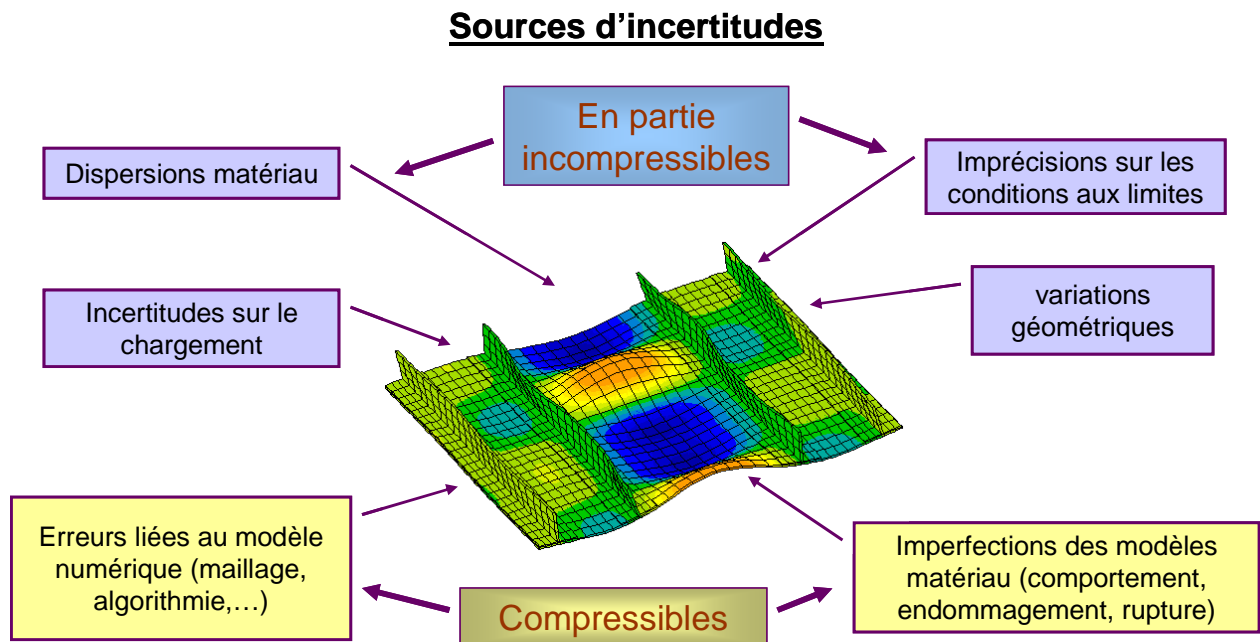 Sources d'incertitudes
En partie
incompressibles
Dispersions matériau
Imprécisions sur les
conditions aux limites
Incertitudes sur le
chargement
variations
géométriques
Erreurs liées au modèle
numérique (maillage,
algorithmie,…)
Imperfections des modèles
matériau (comportement,
endommagement, rupture)
Compressibles